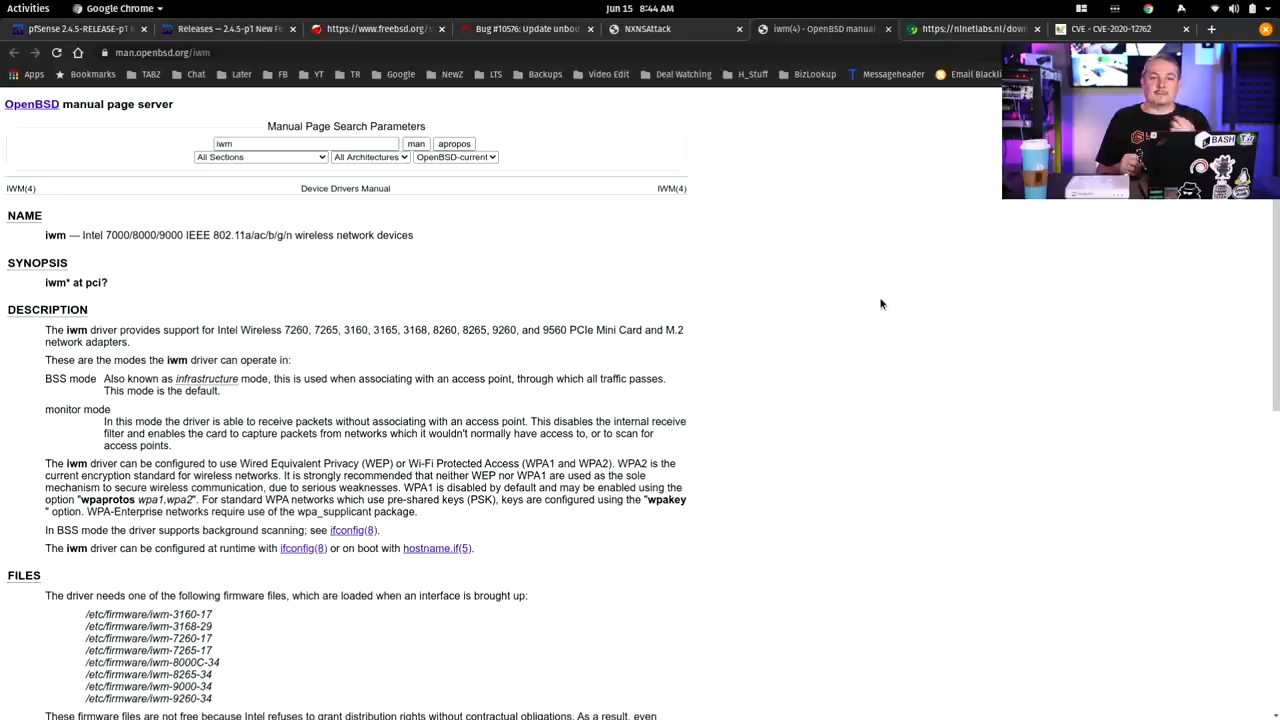 Activities
Google Chrome
Jun 15 8:44 AM
pfSense 2.4.5-RELEASE-p1
Releases — 2.4.5-p1 New F
https://www.freebsd.org/s
Bug #10576: Update unbou
NXNSAttack
iwm(4) - OpenBSD manual
https://nlnetlabs.nl/down
CVE - CVE-2020-12762
man.openbsd.org/iwm
Apps Bookmarks TABZ Chat Later FB YT TR Google NewZ LTS Backups Video Edit Deal Watching H_Stuff BizLookup Messageheader Email Blackli
OpenBSD manual page server
Manual Page Search Parameters
iwm man apropos
All Sections All Architectures OpenBSD-current
IWM(4) Device Drivers Manual IWM(4)
NAME
iwm — Intel 7000/8000/9000 IEEE 802.11a/ac/b/g/n wireless network devices
SYNOPSIS
iwm* at pci?
DESCRIPTION
The iwm driver provides support for Intel Wireless 7260, 7265, 3160, 3165, 3168, 8260, 8265, 9260, and 9560 PCIe Mini Card and M.2
network adapters.
These are the modes the iwm driver can operate in:
BSS mode Also known as infrastructure mode, this is used when associating with an access point, through which all traffic passes.
This mode is the default.
monitor mode
In this mode the driver is able to receive packets without associating with an access point. This disables the internal receive
filter and enables the card to capture packets from networks which it wouldn't normally have access to, or to scan for
access points.
The iwm driver can be configured to use Wired Equivalent Privacy (WEP) or Wi-Fi Protected Access (WPA1 and WPA2). WPA2 is the
current encryption standard for wireless networks. It is strongly recommended that neither WEP nor WPA1 are used as the sole
mechanism to secure wireless communication, due to serious weaknesses. WPA1 is disabled by default and may be enabled using the
option "wpaprotos wpa1,wpa2". For standard WPA networks which use pre-shared keys (PSK), keys are configured using the "wpakey
" option. WPA-Enterprise networks require use of the wpa_supplicant package.
In BSS mode the driver supports background scanning; see ifconfig(8).
The iwm driver can be configured at runtime with ifconfig(8) or on boot with hostname.if(5).
FILES
The driver needs one of the following firmware files, which are loaded when an interface is brought up:
/etc/firmware/iwm-3160-17
/etc/firmware/iwm-3168-29
/etc/firmware/iwm-7260-17
/etc/firmware/iwm-7265-17
/etc/firmware/iwm-8000C-34
/etc/firmware/iwm-8265-34
/etc/firmware/iwm-9000-34
/etc/firmware/iwm-9260-34
These firmware files are not free because Intel refuses to grant distribution rights without contractual obligations. As a result, even
BASH